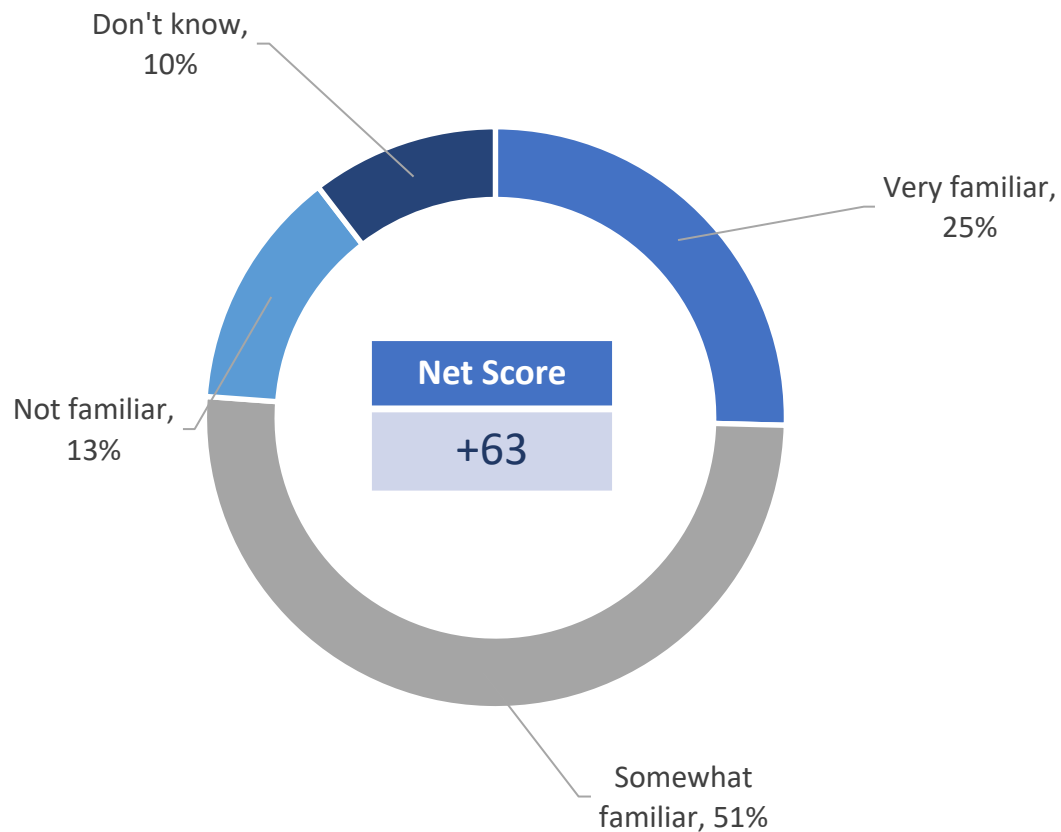 Don't know,
10%
Very familiar,
25%
Net Score
+63
Not familiar,
13%
Somewhat
familiar, 51%